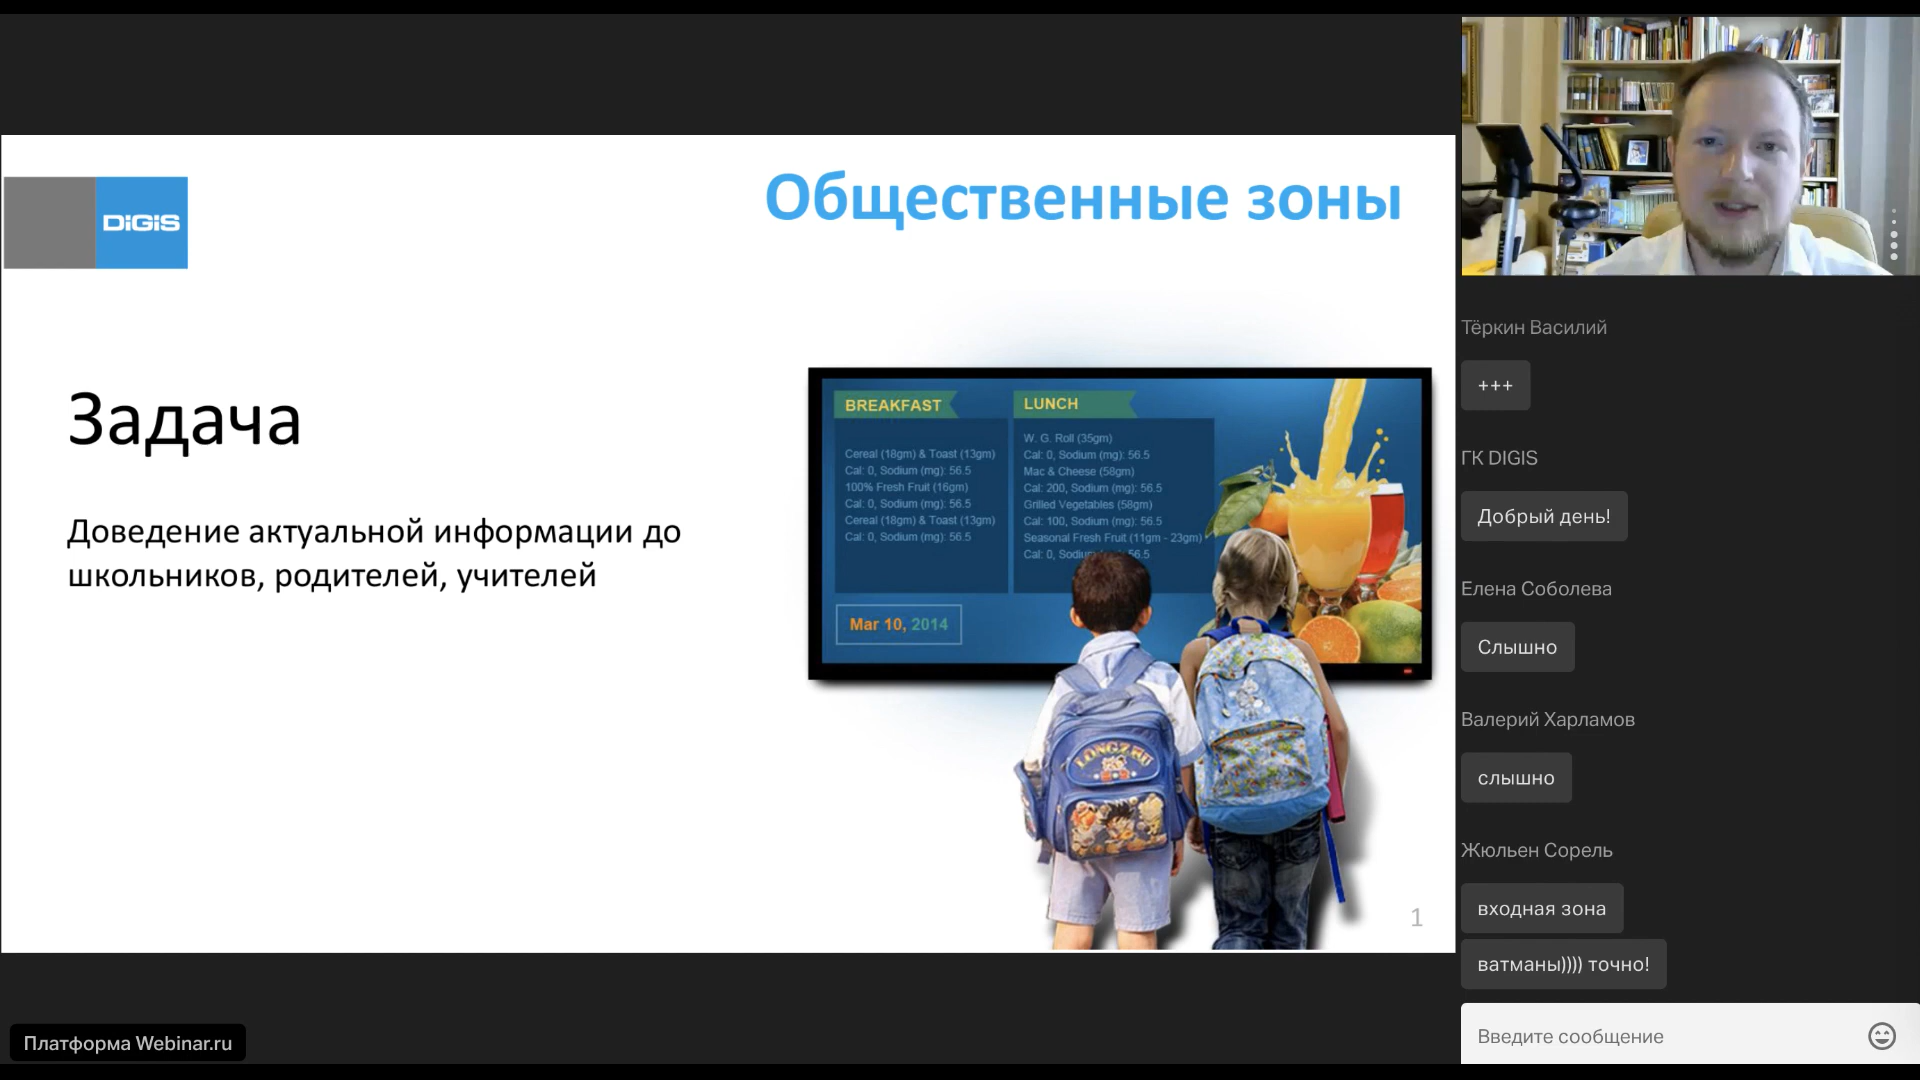 DIGIS
Общественные зоны
Задача
Доведение актуальной информации до
школьников, родителей, учителей
BREAKFAST
Cereal (18gm) & Toast (13gm)
Cal: 0, Sodium (mg): 56.5
100% Fresh Fruit (16gm)
Cal: 0, Sodium (mg): 56.5
Cereal (18gm) & Toast (13gm)
Cal: 0, Sodium (mg): 56.5
LUNCH
W. G. Roll (35gm)
Cal: 0, Sodium (mg): 56.5
Mac & Cheese (58gm)
Cal: 200, Sodium (mg): 56.5
Grilled Vegetables (58gm)
Cal: 100, Sodium (mg): 56.5
Seasonal Fresh Fruit (11gm - 23gm)
Cal: 0, 56.5
Mar 10, 2014
1
Платформа Webinar.ru
Тёркин Василий
+++
ГК DIGIS
Добрый день!
Елена Соболева
Слышно
Валерий Харламов
слышно
Жюльен Сорель
входная зона
ватманы)))) точно!
Введите сообщение